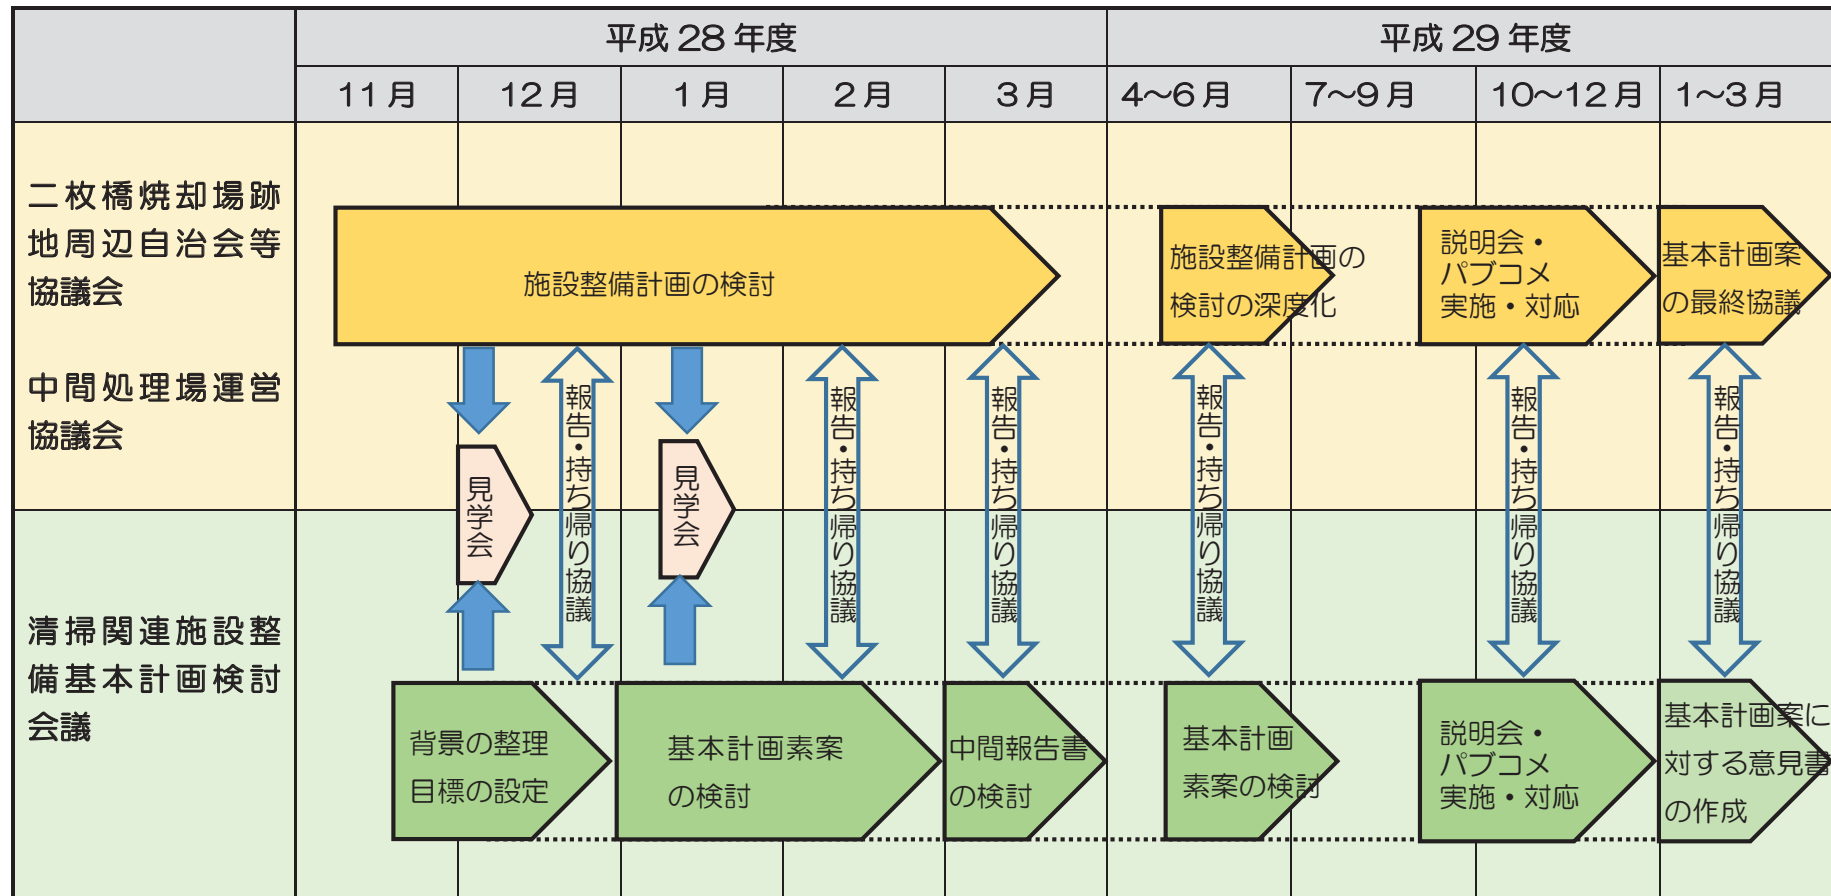 平成 28 年度
平成 29 年度
11 月
12 月
1 月
2 月
3 月
4～6 月
7～9 月
10～12 月
1～3 月
二枚橋焼却場跡
地周辺自治会等
協議会
中間処理場運営
協議会
施設整備計画の検討
施設整備計画の
検討の深度化
説明会・
パブコメ
実施・対応
基本計画案
の最終協議
見学会
報告・持ち帰り協議
見学会
報告・持ち帰り協議
報告・持ち帰り協議
報告・持ち帰り協議
報告・持ち帰り協議
報告・持ち帰り協議
清掃関連施設整
備基本計画検討
会議
背景の整理
目標の設定
基本計画素案
の検討
中間報告書
の検討
基本計画
素案の検討
説明会・
パブコメ
実施・対応
基本計画案に
対する意見書
の作成